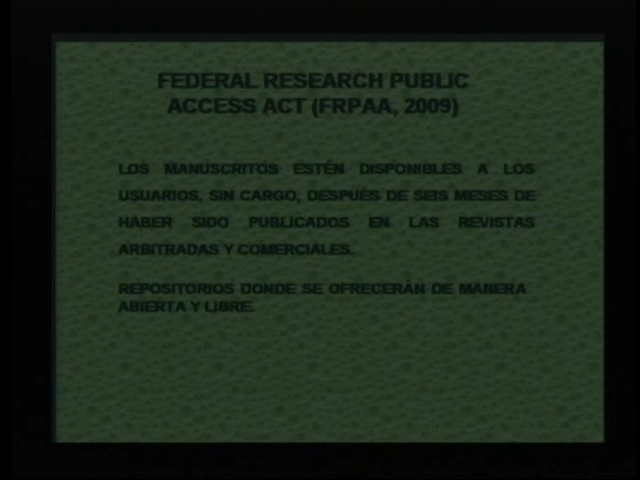 FEDERAL RESEARCH PUBLIC
ACCESS ACT (FRPAA, 2009)
LOS MANUSCRITOS ESTÉN DISPONIBLES A LOS
USUARIOS, SIN CARGO, DESPUÉS DE SEIS MESES DE
HABER SIDO PUBLICADOS EN LAS REVISTAS
ARBITRADAS Y COMERCIALES.
REPOSITORIOS DONDE SE OFRECERÁN DE MANERA
ABIERTA Y LIBRE.